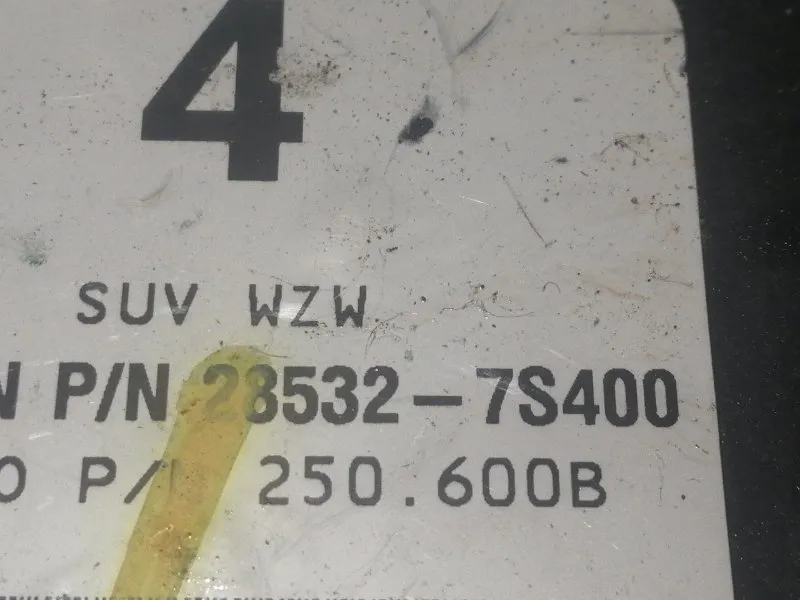 4
SUV WZW
N P/N 28532-7S400
O P/N 250.600B